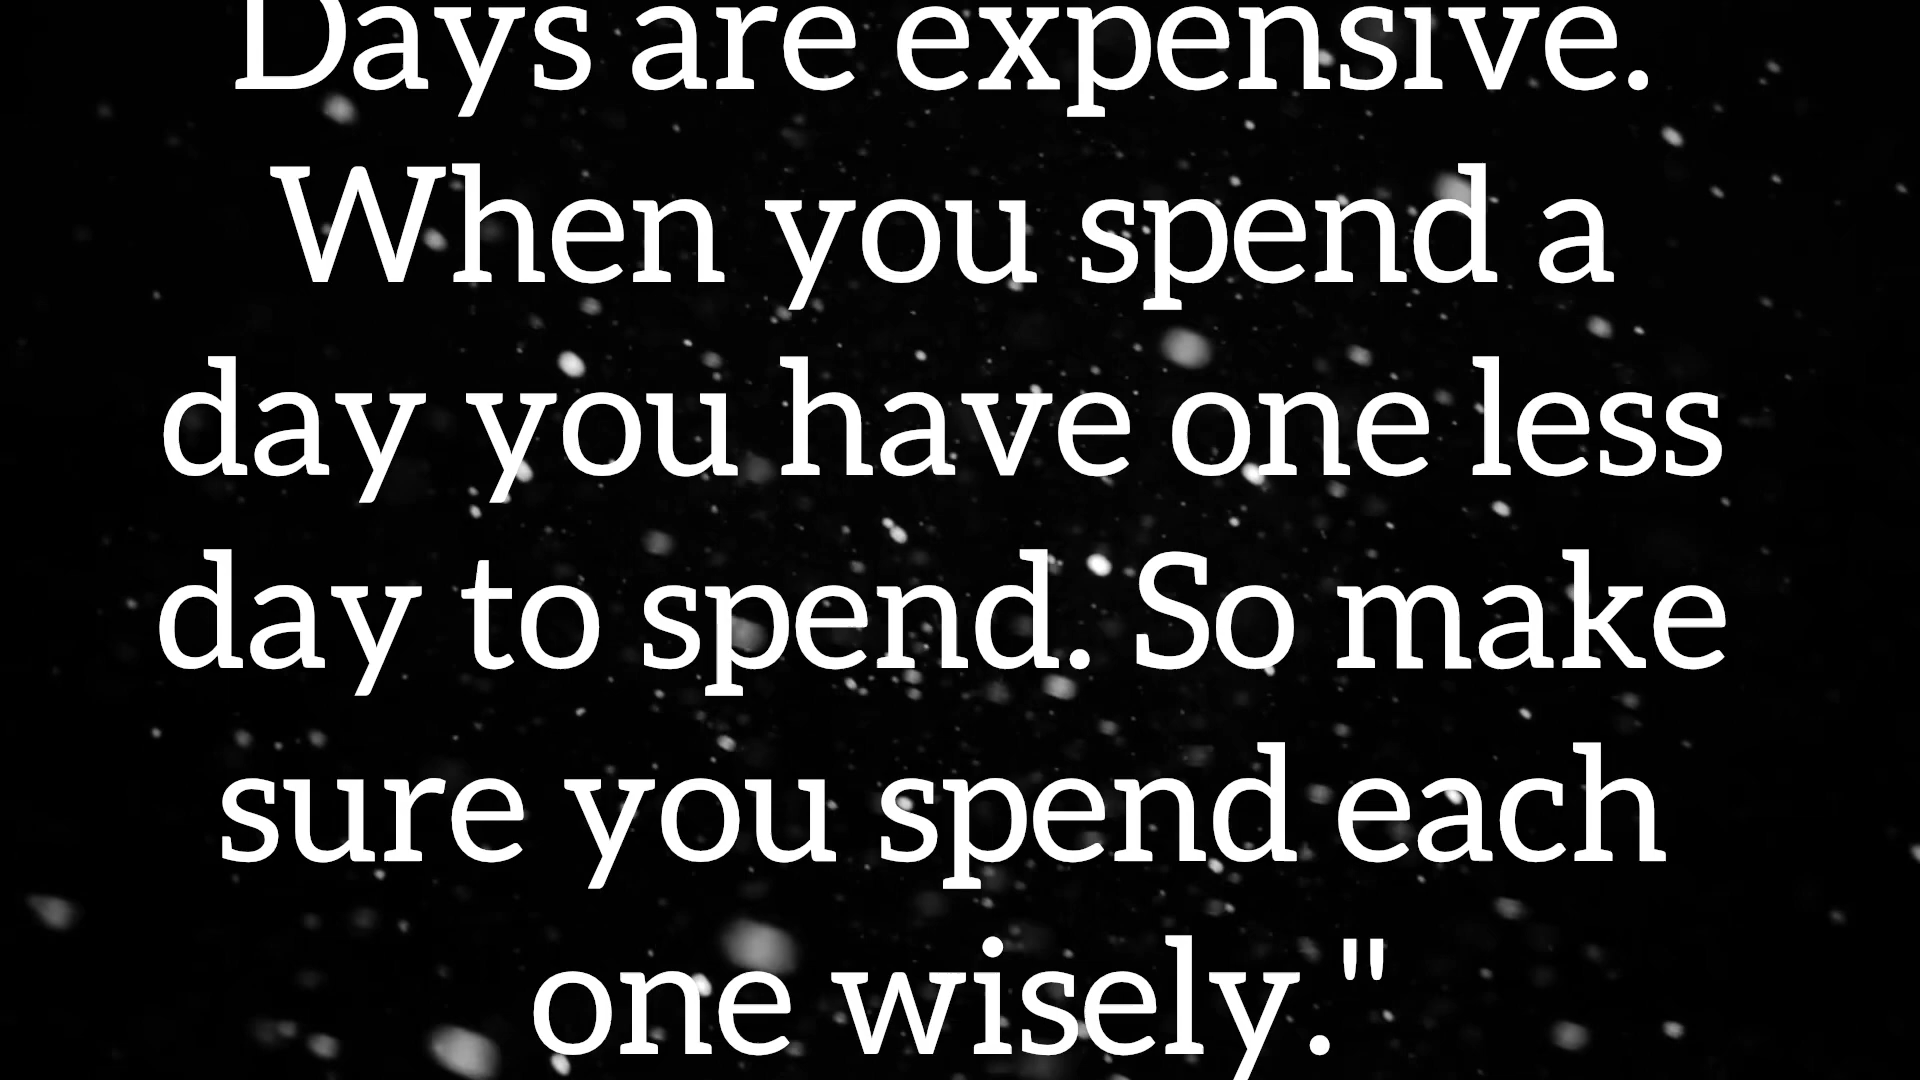 Days are expensive.
When you spend a
day you have one less
day to spend. So make
sure you spend each
one wisely."